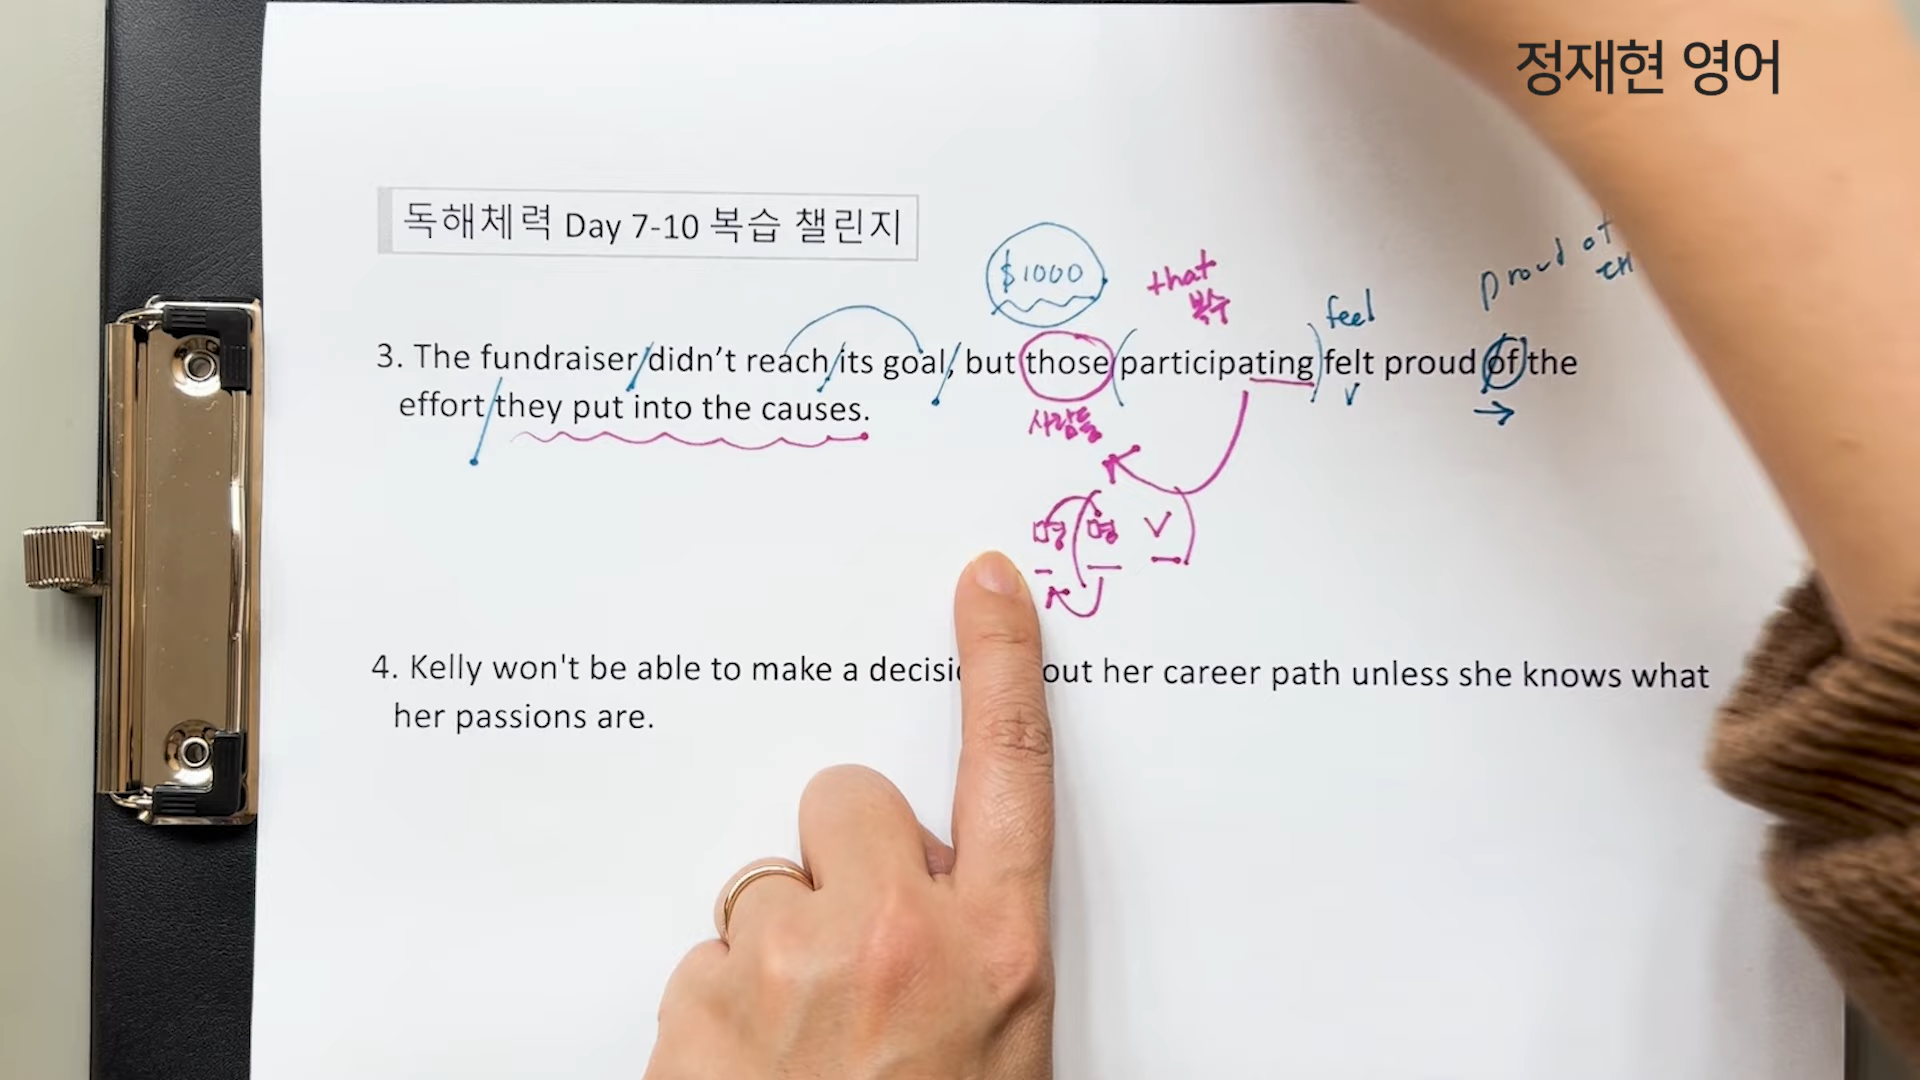 정재현 영어
독해체력 Day 7-10 복습 챌린지
$1000
that
복수
feel
proud of
3. The fundraiser didn't reach its goal, but those participating felt proud of the
effort they put into the causes.
사람들
명 명 V
4. Kelly won't be able to make a decisi out her career path unless she knows what
her passions are.